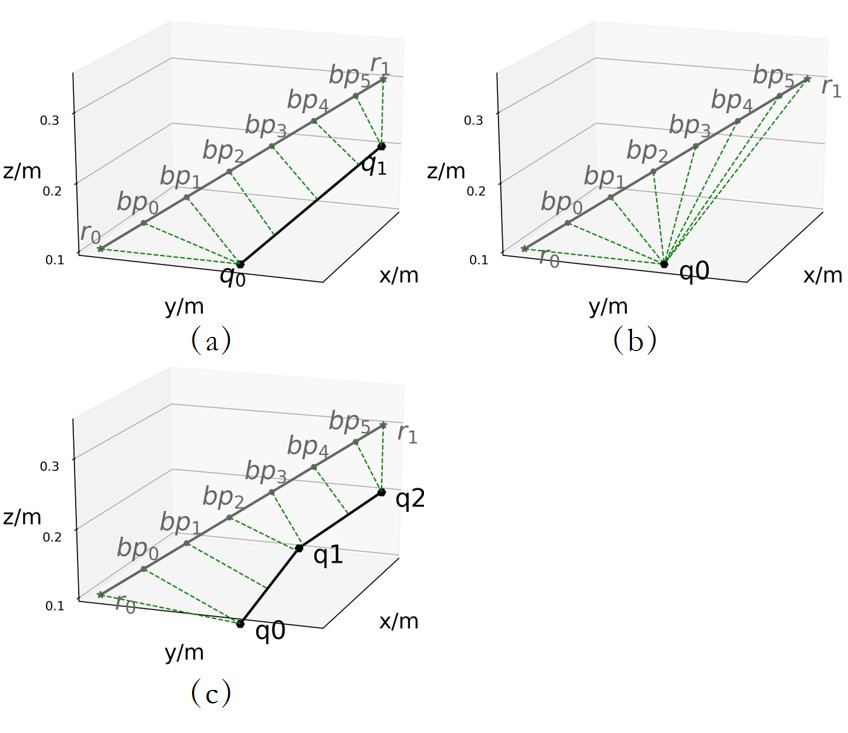 r₁
bp₅
bp₄
bp₃
bp₂
bp₁
bp₀
r₀
q₁
q₀
0.3
0.2
0.1
z/m
y/m
x/m
(a)
r₁
bp₅
bp₄
bp₃
bp₂
bp₁
bp₀
r₀
q0
0.3
0.2
0.1
z/m
y/m
x/m
(b)
r₁
bp₅
bp₄
bp₃
bp₂
bp₁
bp₀
r₀
q2
q1
q0
0.3
0.2
0.1
z/m
y/m
x/m
(c)